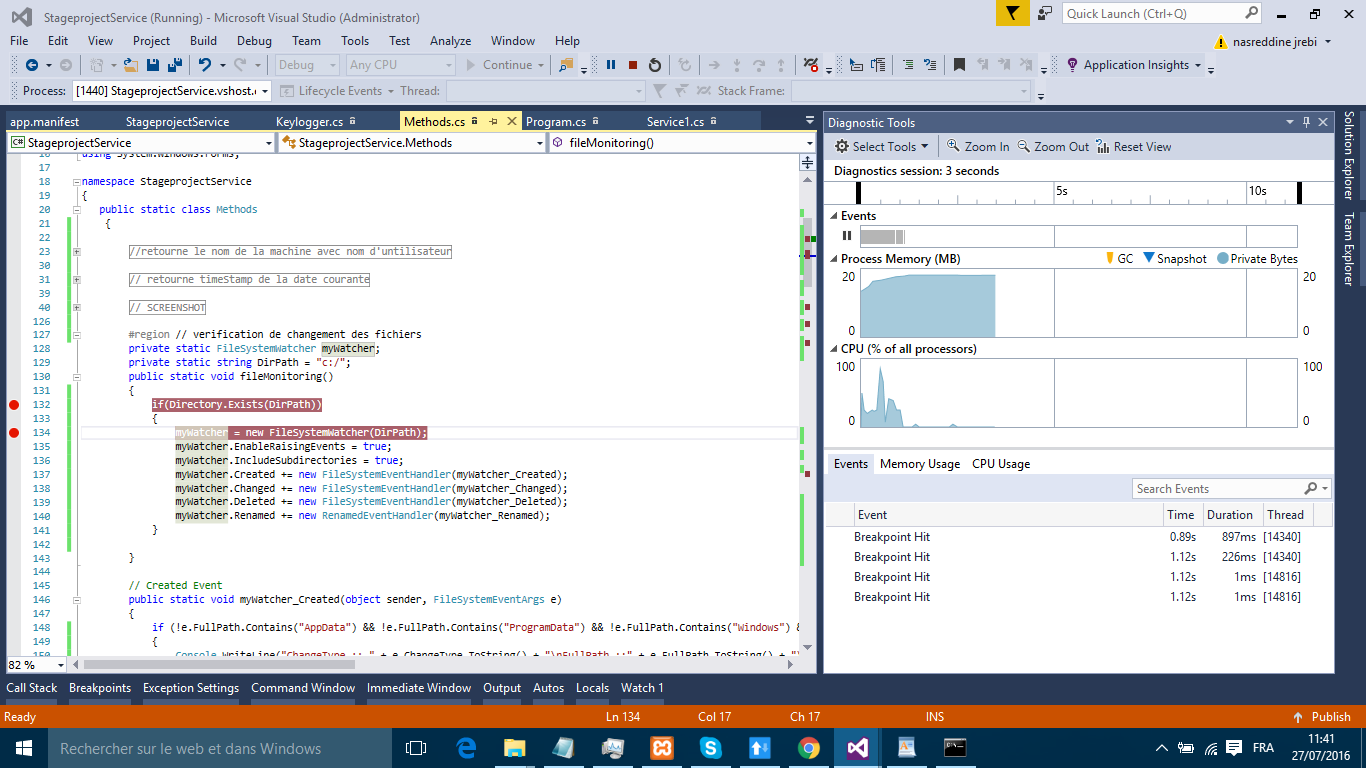 StageprojectService (Running) - Microsoft Visual Studio (Administrator)
Quick Launch (Ctrl+Q)
File Edit View Project Build Debug Team Tools Test Analyze Window Help
nasreddine jrebi
Debug Any CPU Continue Application Insights
Process: [1440] StageprojectService.vshost. Lifecycle Events Thread: Stack Frame:
app.manifest StageprojectService Keylogger.cs Methods.cs Program.cs Service1.cs
StageprojectService StageprojectService.Methods fileMonitoring()
16 using System.Windows.Forms;
17
18 namespace StageprojectService
19 {
20 public static class Methods
21 {
22
23 //retourne le nom de la machine avec nom d'untilisateur
30
31 // retourne timeStamp de la date courante
39
40 // SCREENSHOT
126
127 #region // verification de changement des fichiers
128 private static FileSystemWatcher myWatcher;
129 private static string DirPath = "c:/";
130 public static void fileMonitoring()
131 {
132 if(Directory.Exists(DirPath))
133 {
134 myWatcher = new FileSystemWatcher(DirPath);
135 myWatcher.EnableRaisingEvents = true;
136 myWatcher.IncludeSubdirectories = true;
137 myWatcher.Created += new FileSystemEventHandler(myWatcher_Created);
138 myWatcher.Changed += new FileSystemEventHandler(myWatcher_Changed);
139 myWatcher.Deleted += new FileSystemEventHandler(myWatcher_Deleted);
140 myWatcher.Renamed += new RenamedEventHandler(myWatcher_Renamed);
141 }
142
143 }
144
145 // Created Event
146 public static void myWatcher_Created(object sender, FileSystemEventArgs e)
147 {
148 if (!e.FullPath.Contains("AppData") && !e.FullPath.Contains("ProgramData") && !e.FullPath.Contains("Windows") &
149 {
150 Console.WriteLine("ChangeType :: " + e.ChangeType.ToString() + "\nFullPath ::" + e.FullPath.ToString() + "\
82 %
Diagnostic Tools
Select Tools Zoom In Zoom Out Reset View
Diagnostics session: 3 seconds
5s 10s
Events
Process Memory (MB) GC Snapshot Private Bytes
20 20
0 0
CPU (% of all processors)
100 100
0 0
Events Memory Usage CPU Usage
Search Events
Event Time Duration Thread
Breakpoint Hit 0.89s 897ms [14340]
Breakpoint Hit 1.12s 226ms [14340]
Breakpoint Hit 1.12s 1ms [14816]
Breakpoint Hit 1.12s 1ms [14816]
Solution Explorer
Team Explorer
Call Stack Breakpoints Exception Settings Command Window Immediate Window Output Autos Locals Watch 1
Ready Ln 134 Col 17 Ch 17 INS Publish
Rechercher sur le web et dans Windows
FRA
11:41
27/07/2016